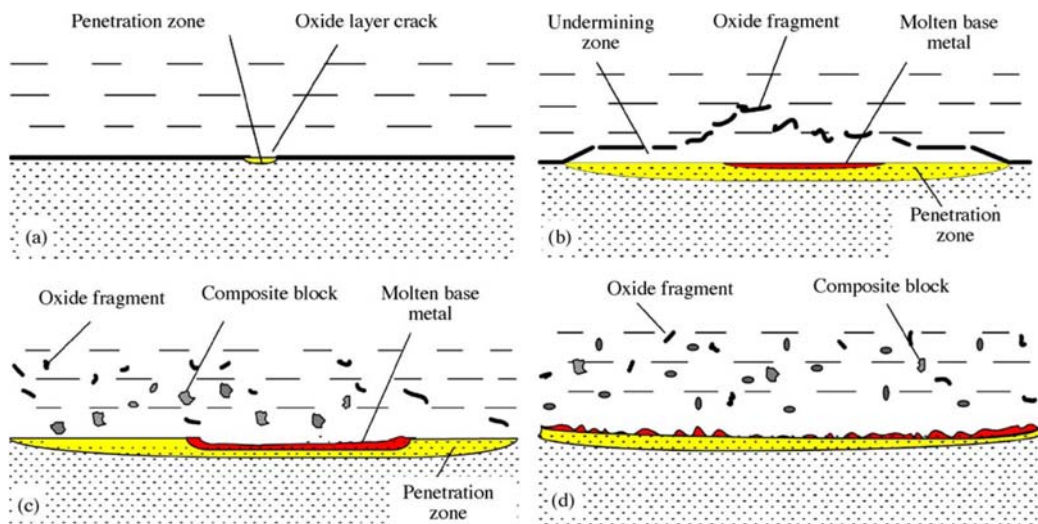 Penetration zone
Oxide layer crack
(a)
Undermining
zone
Oxide fragment
Molten base
metal
Penetration
zone
(b)
Oxide fragment
Composite block
Molten base
metal
Penetration
zone
(c)
Oxide fragment
Composite block
(d)